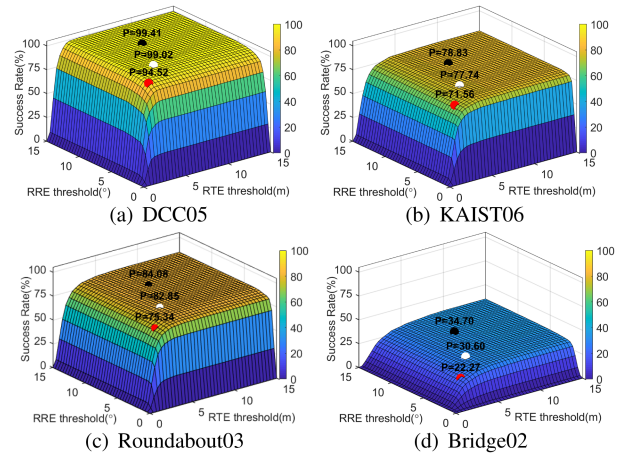 100
75
50
25
0
15
10
5
0
0
5
10
15
Success Rate(%)
RRE threshold(°)
RTE threshold(m)
P=99.41
P=99.02
P=94.52
100
80
60
40
20
0
(a) DCC05
100
75
50
25
0
15
10
5
0
0
5
10
15
Success Rate(%)
RRE threshold(°)
RTE threshold(m)
P=78.83
P=77.74
P=71.56
100
80
60
40
20
0
(b) KAIST06
100
75
50
25
0
15
10
5
0
0
5
10
15
Success Rate(%)
RRE threshold(°)
RTE threshold(m)
P=84.08
P=82.85
P=75.34
100
80
60
40
20
0
(c) Roundabout03
100
75
50
25
0
15
10
5
0
0
5
10
15
Success Rate(%)
RRE threshold(°)
RTE threshold(m)
P=34.70
P=30.60
P=22.27
100
80
60
40
20
0
(d) Bridge02